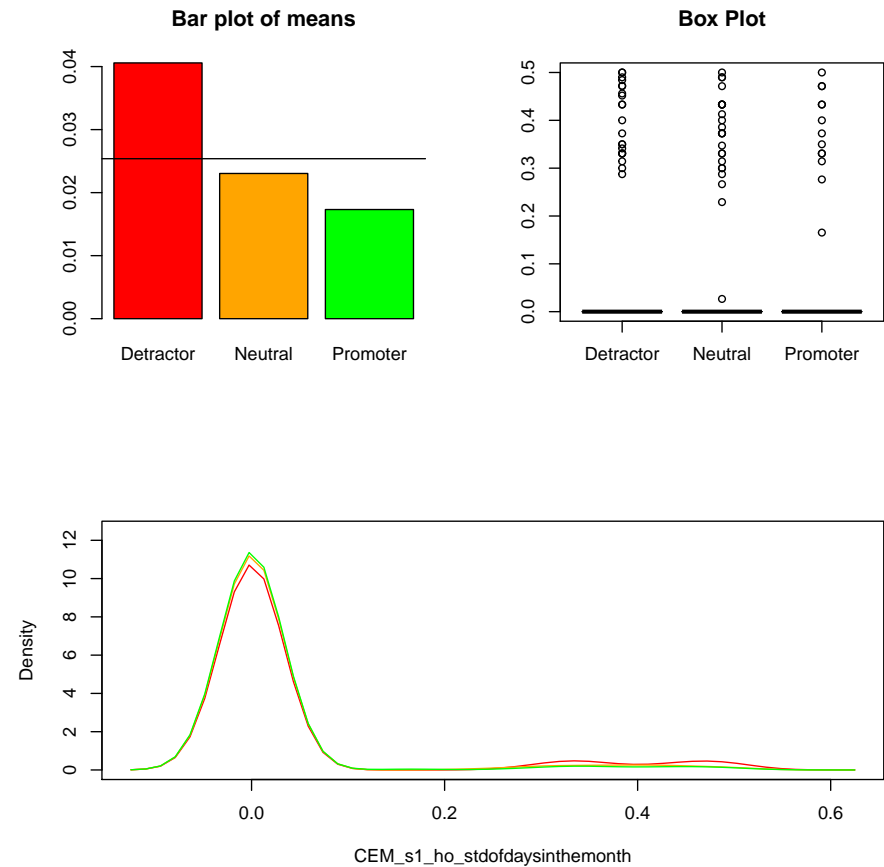 Bar plot of means
0.04
0.03
0.02
0.01
0.00
Detractor Neutral Promoter
Box Plot
0.5
0.4
0.3
0.2
0.1
0.0
Detractor Neutral Promoter
Density
12
10
8
6
4
2
0
0.0 0.2 0.4 0.6
CEM_s1_ho_stdofdaysinthemonth